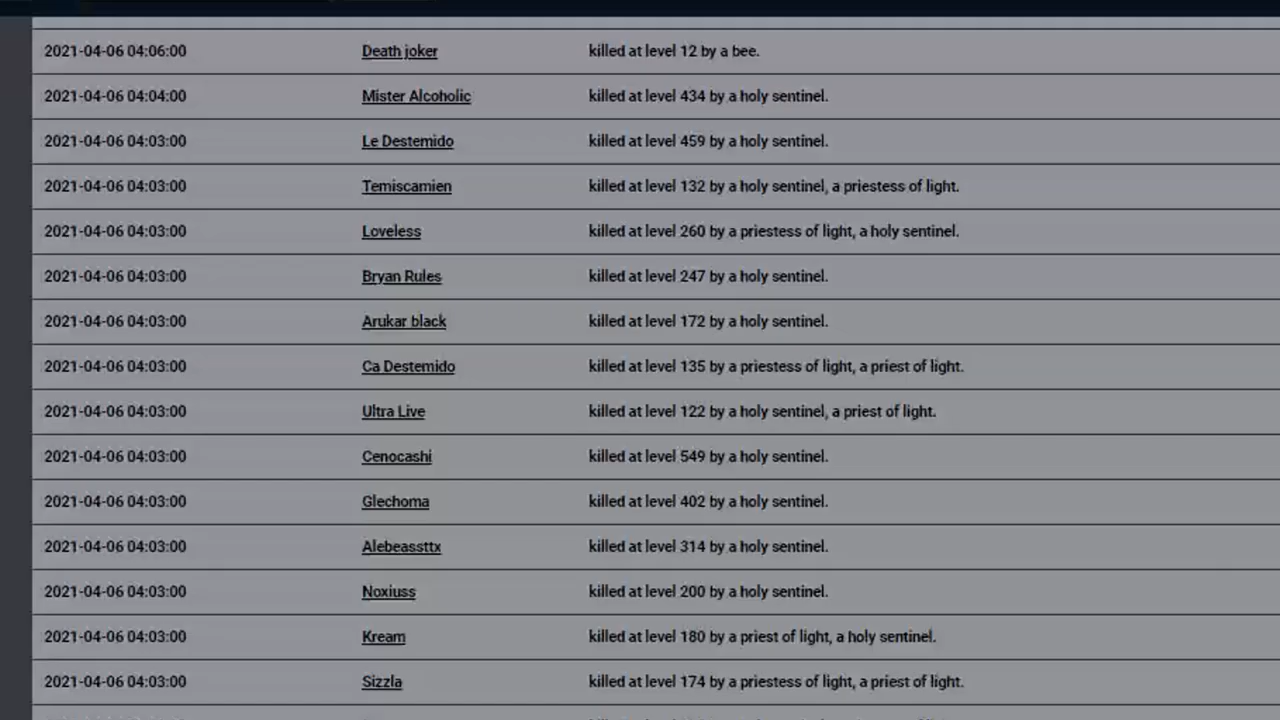 2021-04-06 04:06:00 Death joker killed at level 12 by a bee.
2021-04-06 04:04:00 Mister Alcoholic killed at level 434 by a holy sentinel.
2021-04-06 04:03:00 Le Destemido killed at level 459 by a holy sentinel.
2021-04-06 04:03:00 Temiscamien killed at level 132 by a holy sentinel, a priestess of light.
2021-04-06 04:03:00 Loveless killed at level 260 by a priestess of light, a holy sentinel.
2021-04-06 04:03:00 Bryan Rules killed at level 247 by a holy sentinel.
2021-04-06 04:03:00 Arukar black killed at level 172 by a holy sentinel.
2021-04-06 04:03:00 Ca Destemido killed at level 135 by a priestess of light, a priest of light.
2021-04-06 04:03:00 Ultra Live killed at level 122 by a holy sentinel, a priest of light.
2021-04-06 04:03:00 Cenocashi killed at level 549 by a holy sentinel.
2021-04-06 04:03:00 Glechoma killed at level 402 by a holy sentinel.
2021-04-06 04:03:00 Alebeassttx killed at level 314 by a holy sentinel.
2021-04-06 04:03:00 Noxiuss killed at level 200 by a holy sentinel.
2021-04-06 04:03:00 Kream killed at level 180 by a priest of light, a holy sentinel.
2021-04-06 04:03:00 Sizzla killed at level 174 by a priestess of light, a priest of light.